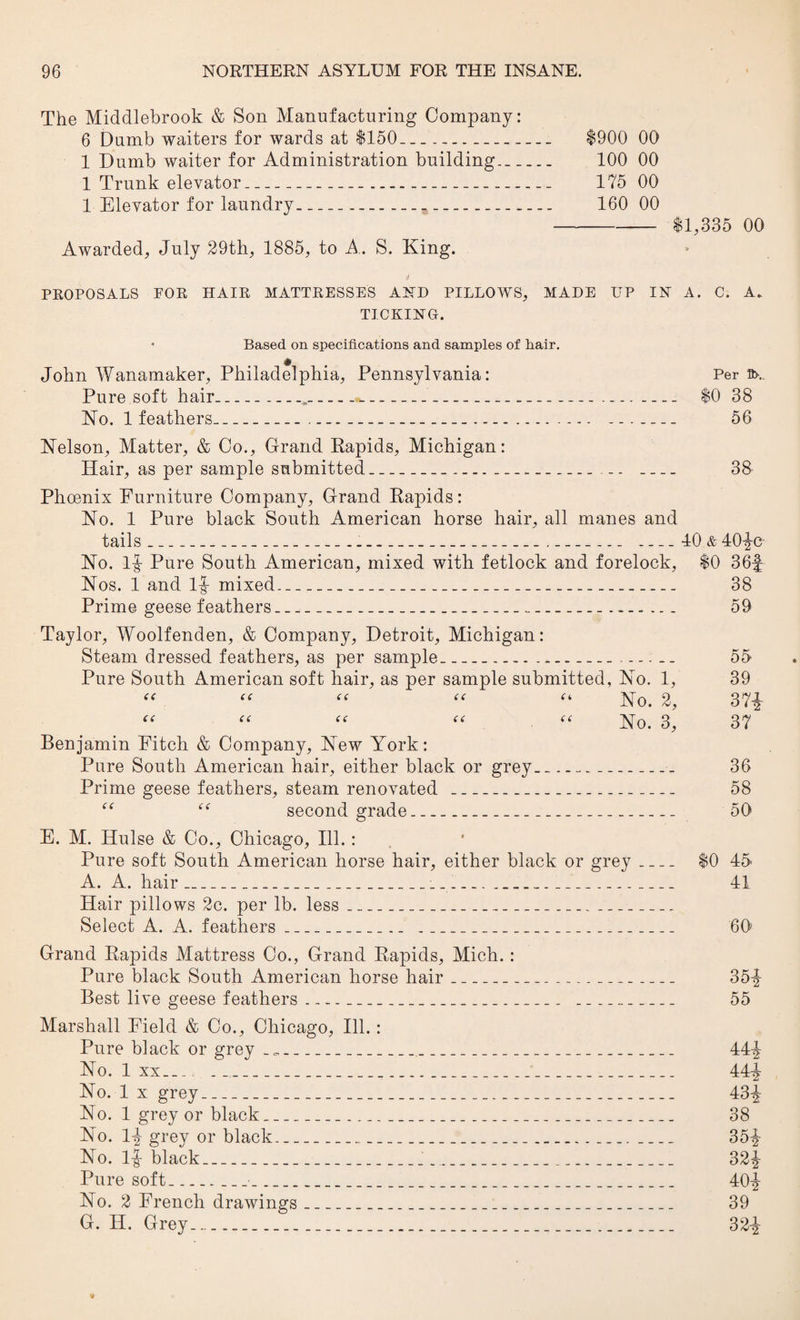 96 NORTHERN ASYLUM FOR THE INSANE.
The Middlebrook & Son Manufacturing Company:
6 Dumb waiters for wards at $150 $900 00
1 Dumb waiter for Administration building 100 00
1 Trunk elevator 175 00
1 Elevator for laundry 160 00
$1,335 00
Awarded, July 29th, 1885, to A. S. King.
PROPOSALS FOR HAIR MATTRESSES AND PILLOWS, MADE UP IN A. C. A.
TICKING.
Based on specifications and samples of hair.
John Wanamaker, Philadelphia, Pennsylvania: Per lb.
Pure soft hair $0 38
No. 1 feathers 56
Nelson, Matter, & Co., Grand Rapids, Michigan:
Hair, as per sample submitted 38
Phœnix Furniture Company, Grand Rapids:
No. 1 Pure black South American horse hair, all manes and
tails 40 & 40½c
No. 1½ Pure South American, mixed with fetlock and forelock, $0 36¾
Nos. 1 and 1½ mixed 38
Prime geese feathers 59
Taylor, Woolfenden, & Company, Detroit, Michigan:
Steam dressed feathers, as per sample 55
Pure South American soft hair, as per sample submitted, No. 1, 39
“ “ “ “ “ No. 2, 37½
“ “ “ “ “ No. 3, 37
Benjamin Fitch & Company, New York:
Pure South American hair, either black or grey 36
Prime geese feathers, steam renovated 58
“ “ second grade 50
E. M. Hulse & Co., Chicago, Ill.:
Pure soft South American horse hair, either black or grey $0 45
A. A. hair 41
Hair pillows 2c. per lb. less
Select A. A. feathers 60
Grand Rapids Mattress Co., Grand Rapids, Mich.:
Pure black South American horse hair 35½
Best live geese feathers 55
Marshall Field & Co., Chicago, Ill.:
Pure black or grey 44½
No. 1 xx 44½
No. 1 x grey 43½
No. 1 grey or black 38
No. 1½ grey or black 35½
No. 1½ black 32½
Pure soft 40½
No. 2 French drawings 39
G. H. Grey 32½